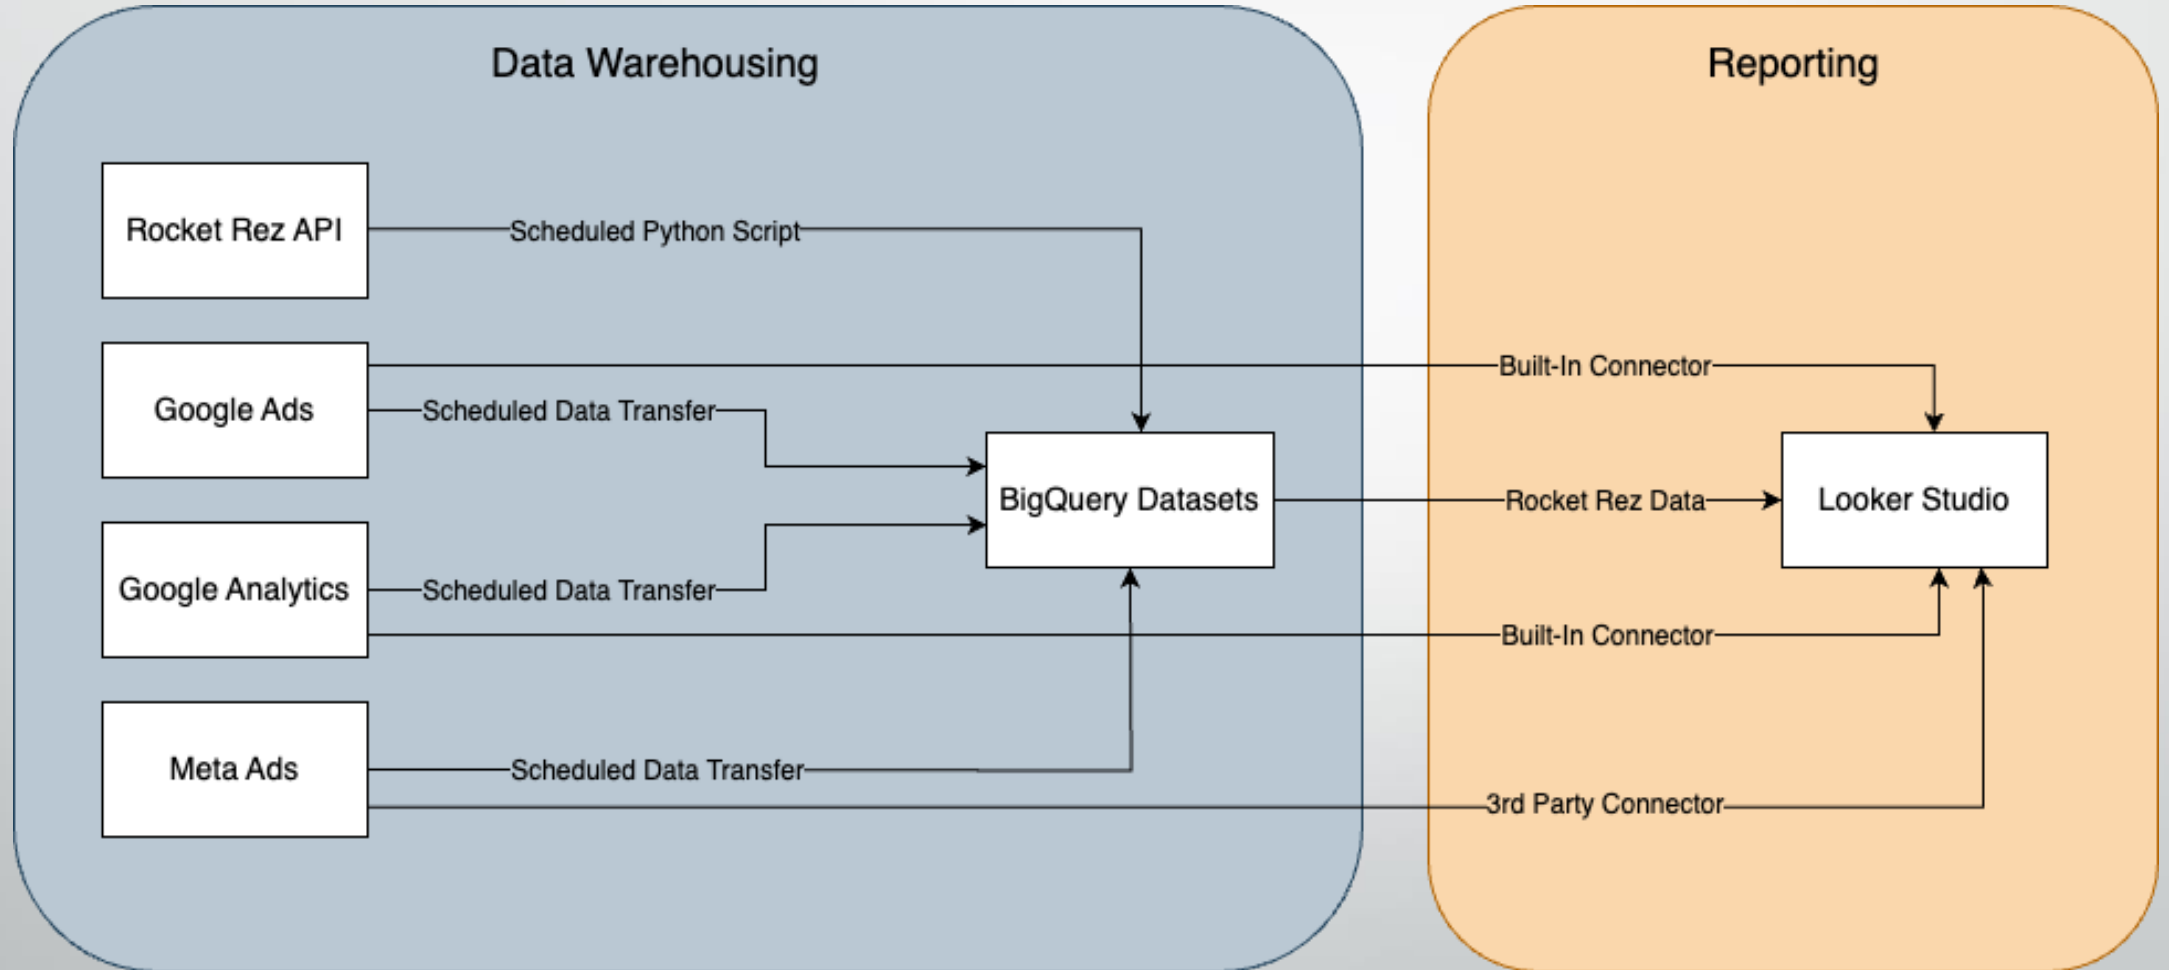 Data Warehousing
Reporting
Rocket Rez API
Scheduled Python Script
Built-In Connector
Google Ads
Scheduled Data Transfer
BigQuery Datasets
Rocket Rez Data
Looker Studio
Google Analytics
Scheduled Data Transfer
Built-In Connector
Meta Ads
Scheduled Data Transfer
3rd Party Connector